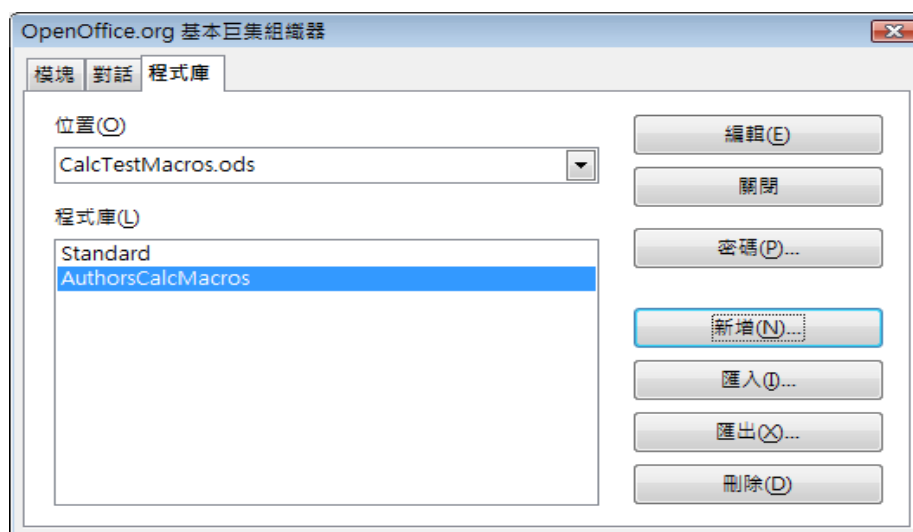 OpenOffice.org 基本巨集組織器
模塊 對話 程式庫
位置(O)
CalcTestMacros.ods
程式庫(L)
Standard
AuthorsCalcMacros
編輯(E)
關閉
密碼(P)...
新增(N)...
匯入(I)...
匯出(X)...
刪除(D)